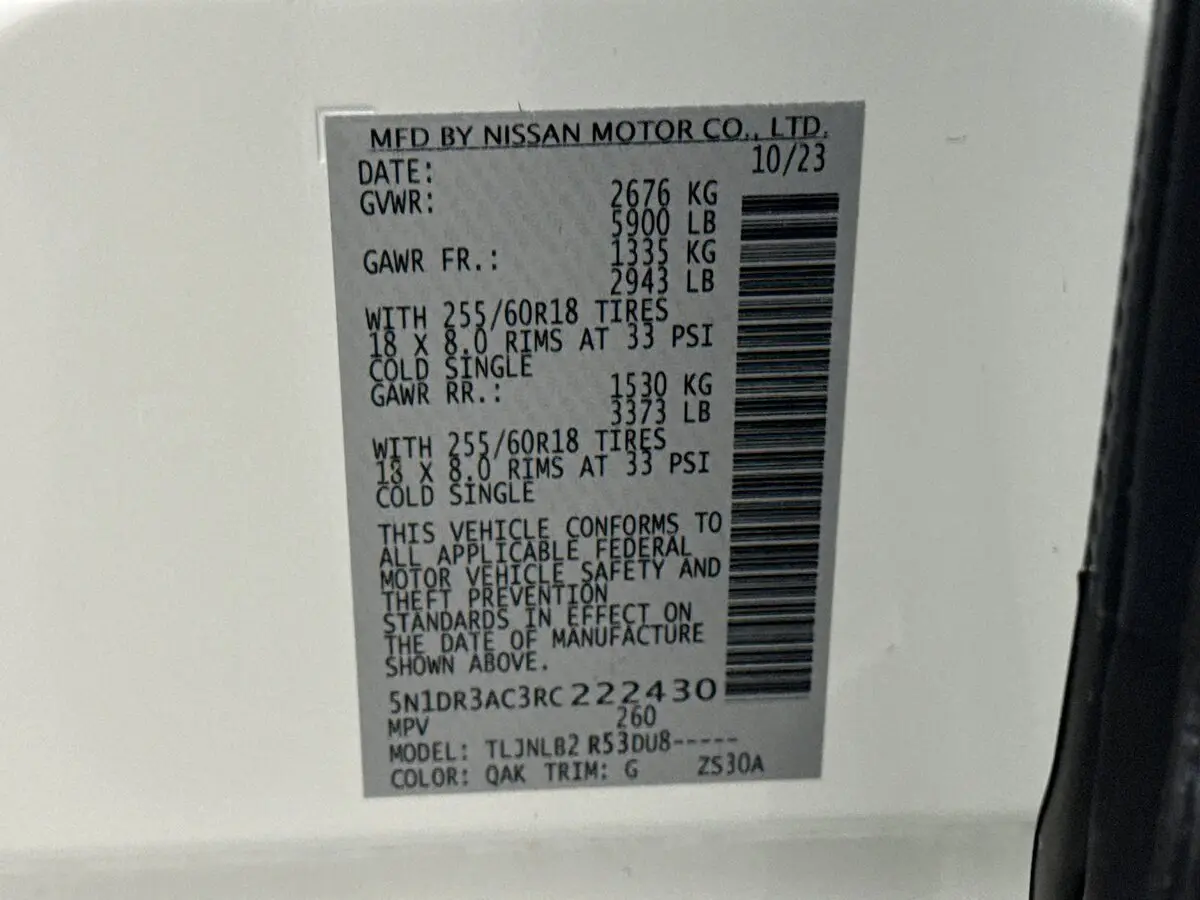 MFD BY NISSAN MOTOR CO., LTD.
DATE: 10/23
GVWR: 2676 KG
5900 LB
GAWR FR.: 1335 KG
2943 LB
WITH 255/60R18 TIRES
18 X 8.0 RIMS AT 33 PSI
COLD SINGLE
GAWR RR.: 1530 KG
3373 LB
WITH 255/60R18 TIRES
18 X 8.0 RIMS AT 33 PSI
COLD SINGLE
THIS VEHICLE CONFORMS TO
ALL APPLICABLE FEDERAL
MOTOR VEHICLE SAFETY AND
THEFT PREVENTION
STANDARDS IN EFFECT ON
THE DATE OF MANUFACTURE
SHOWN ABOVE.
5N1DR3AC3RC222430
MPV 260
MODEL: TLJNLB2 R53DU8-----
COLOR: QAK TRIM: G ZS30A